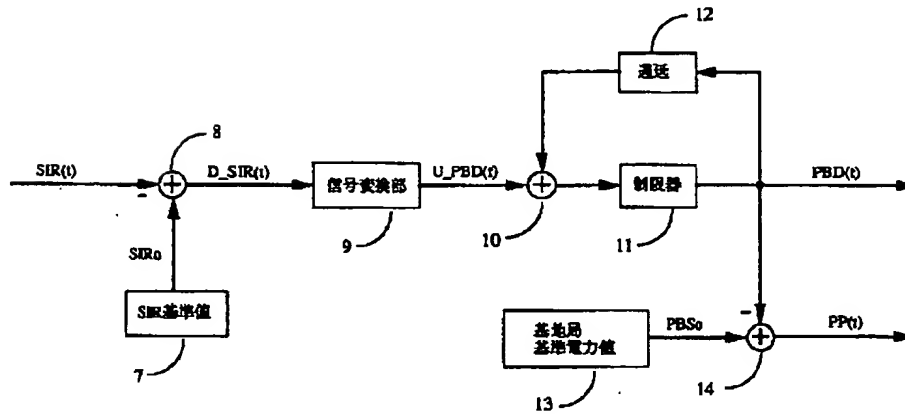 12
遅延
8
SIR(t)
D_SIR(t)
信号変換部
U_PBD(t)
制限器
PBD(t)
-
9
10
11
SIR0
SIR基準値
7
基地局
基準電力値
PBS0
-
PP(t)
13
14